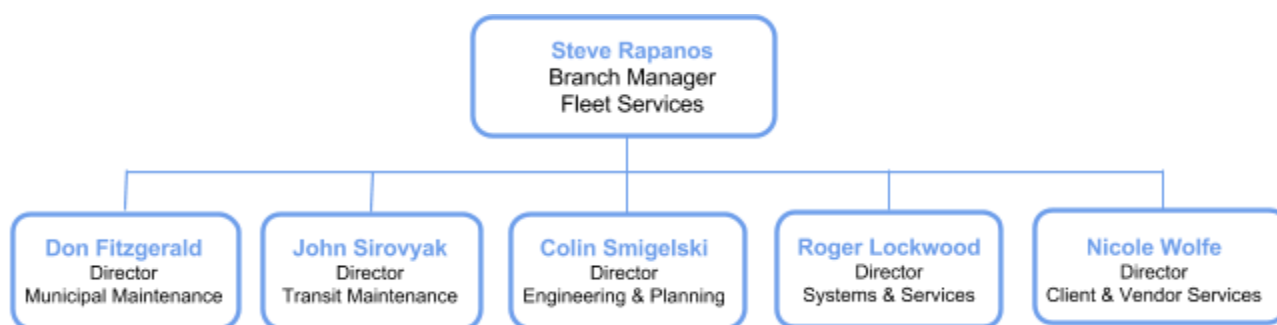 Steve Rapanos
Branch Manager
Fleet Services
Don Fitzgerald
Director
Municipal Maintenance
John Sirovyak
Director
Transit Maintenance
Colin Smigelski
Director
Engineering & Planning
Roger Lockwood
Director
Systems & Services
Nicole Wolfe
Director
Client & Vendor Services